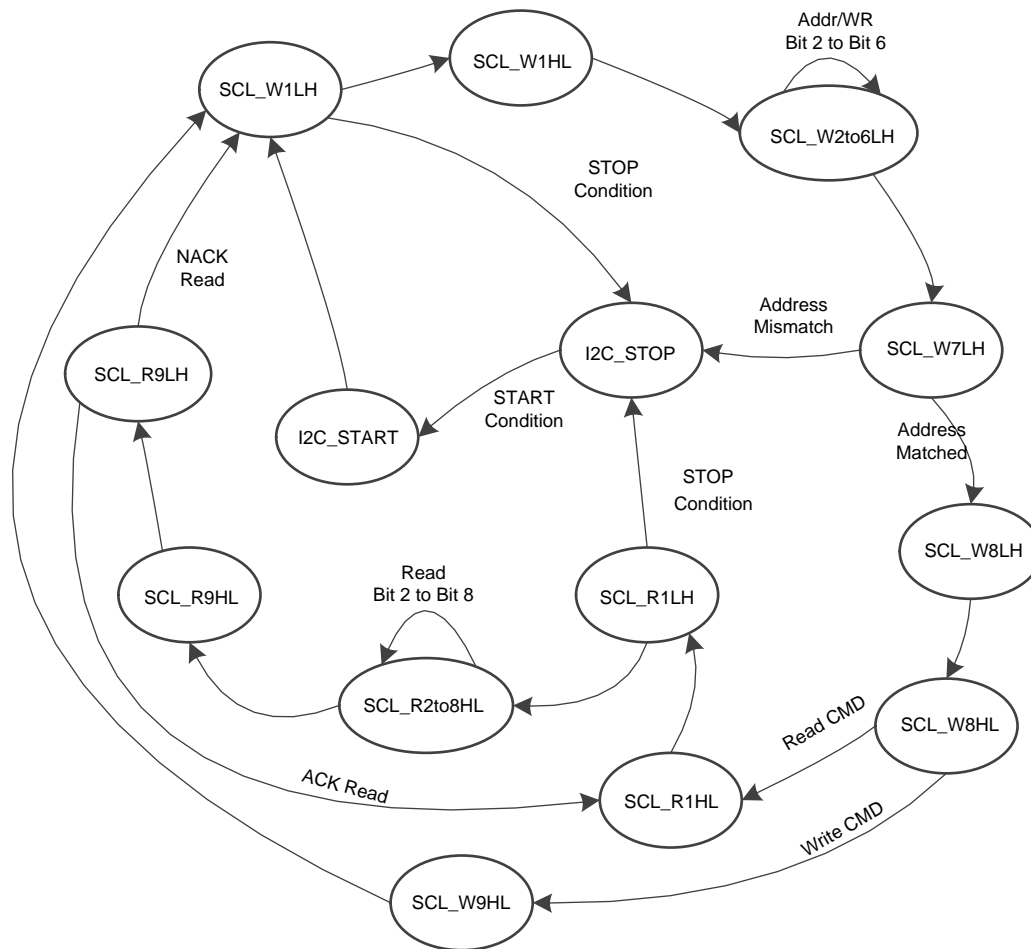 Addr/WR
Bit 2 to Bit 6
SCL_W1HL
SCL_W1LH
SCL_W2to6LH
STOP
Condition
NACK
Read
Address
Mismatch
I2C_STOP
SCL_W7LH
SCL_R9LH
START
Condition
I2C_START
Address
Matched
STOP
Condition
SCL_W8LH
Read
Bit 2 to Bit 8
SCL_R9HL
SCL_R1LH
SCL_R2to8HL
SCL_W8HL
Read CMD
ACK Read
SCL_R1HL
Write CMD
SCL_W9HL